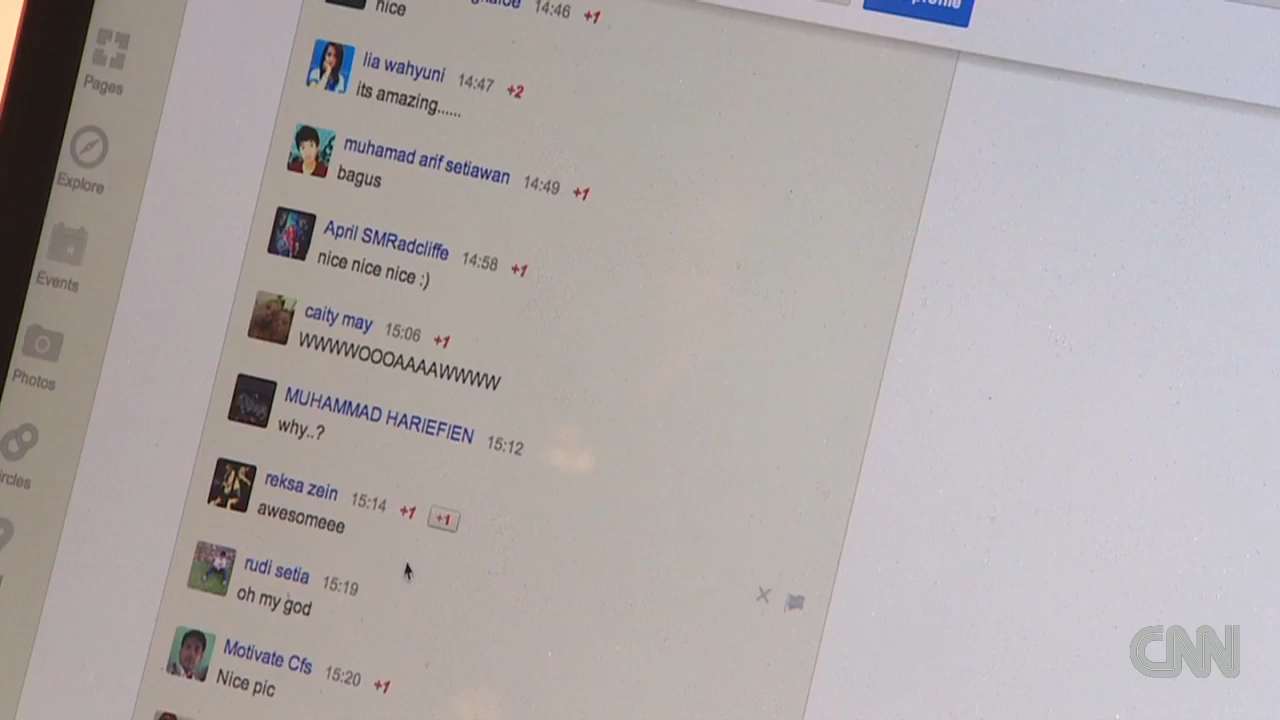 14:46 +1
nice
Pages
lia wahyuni 14:47 +2
its amazing......
Explore
muhamad arif setiawan 14:49 +1
bagus
Events
April SMRadcliffe 14:58 +1
nice nice nice :)
Photos
caity may 15:06 +1
WWWWOOOAAAAWWWW
MUHAMMAD HARIEFIEN 15:12
why..?
reksa zein 15:14 +1 +1
awesomeee
rudi setia 15:19
oh my god
Motivate Cfs 15:20 +1
Nice pic
CNN